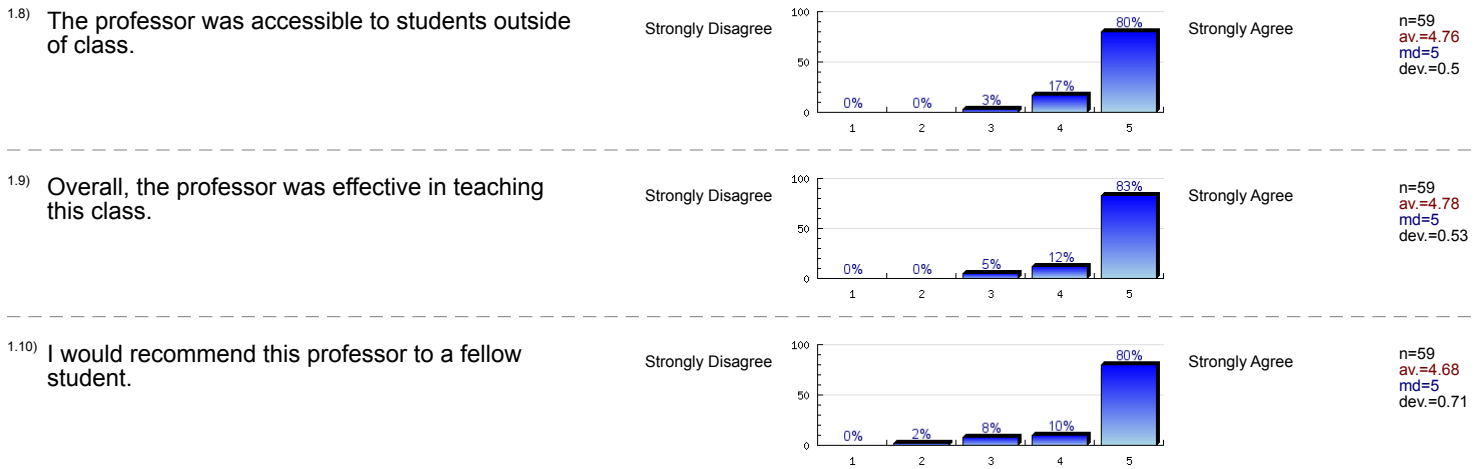 1.8) The professor was accessible to students outside
of class.
Strongly Disagree
100
50
0
0%
0%
3%
17%
80%
1 2 3 4 5
Strongly Agree
n=59
av.=4.76
md=5
dev.=0.5
1.9) Overall, the professor was effective in teaching
this class.
Strongly Disagree
100
50
0
0%
0%
5%
12%
83%
1 2 3 4 5
Strongly Agree
n=59
av.=4.78
md=5
dev.=0.53
1.10) I would recommend this professor to a fellow
student.
Strongly Disagree
100
50
0
0%
2%
8%
10%
80%
1 2 3 4 5
Strongly Agree
n=59
av.=4.68
md=5
dev.=0.71